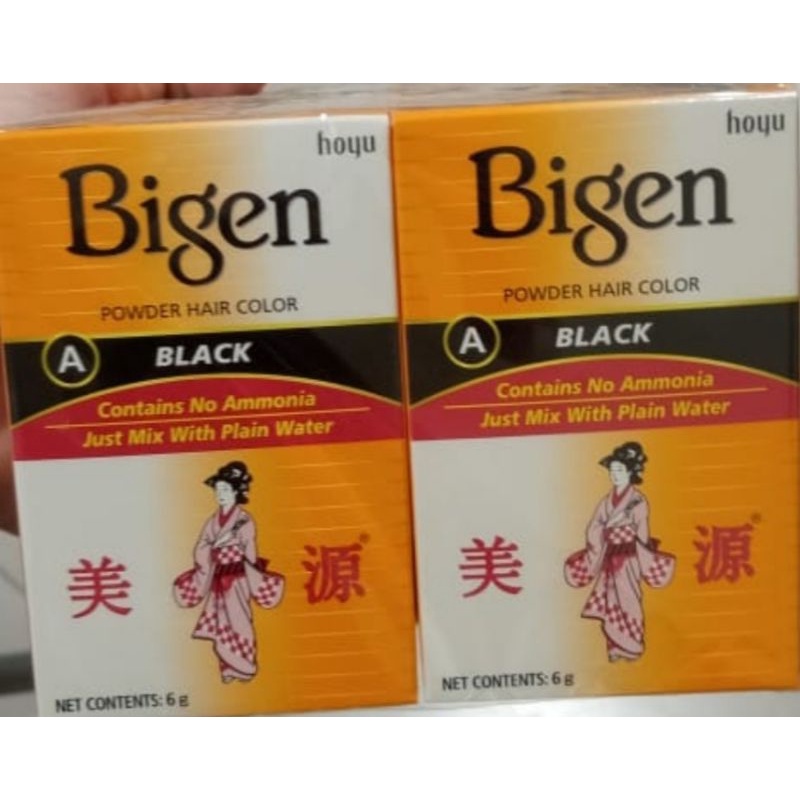 hoyu
Bigen
POWDER HAIR COLOR
A BLACK
Contains No Ammonia
Just Mix With Plain Water
美 源®
NET CONTENTS: 6 g
hoyu
Bigen
POWDER HAIR COLOR
A BLACK
Contains No Ammonia
Just Mix With Plain Water
美 源®
NET CONTENTS: 6 g